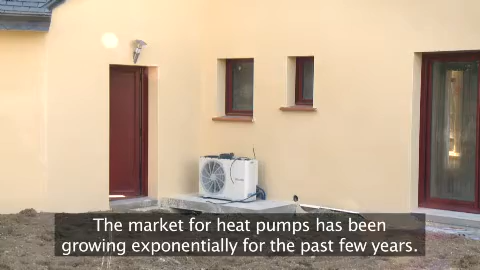 The market for heat pumps has been
growing exponentially for the past few years.